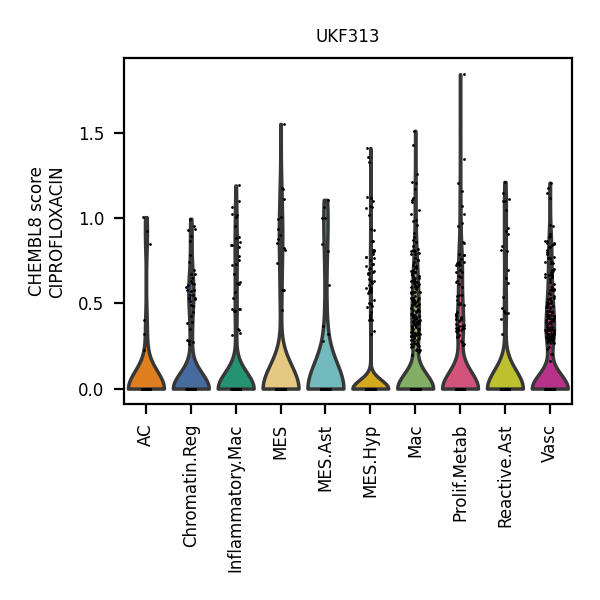 UKF313
CHEMBL8 score
CIPROFLOXACIN
1.5
1.0
0.5
0.0
AC
Chromatin.Reg
Inflammatory.Mac
MES
MES.Ast
MES.Hyp
Mac
Prolif.Metab
Reactive.Ast
Vasc